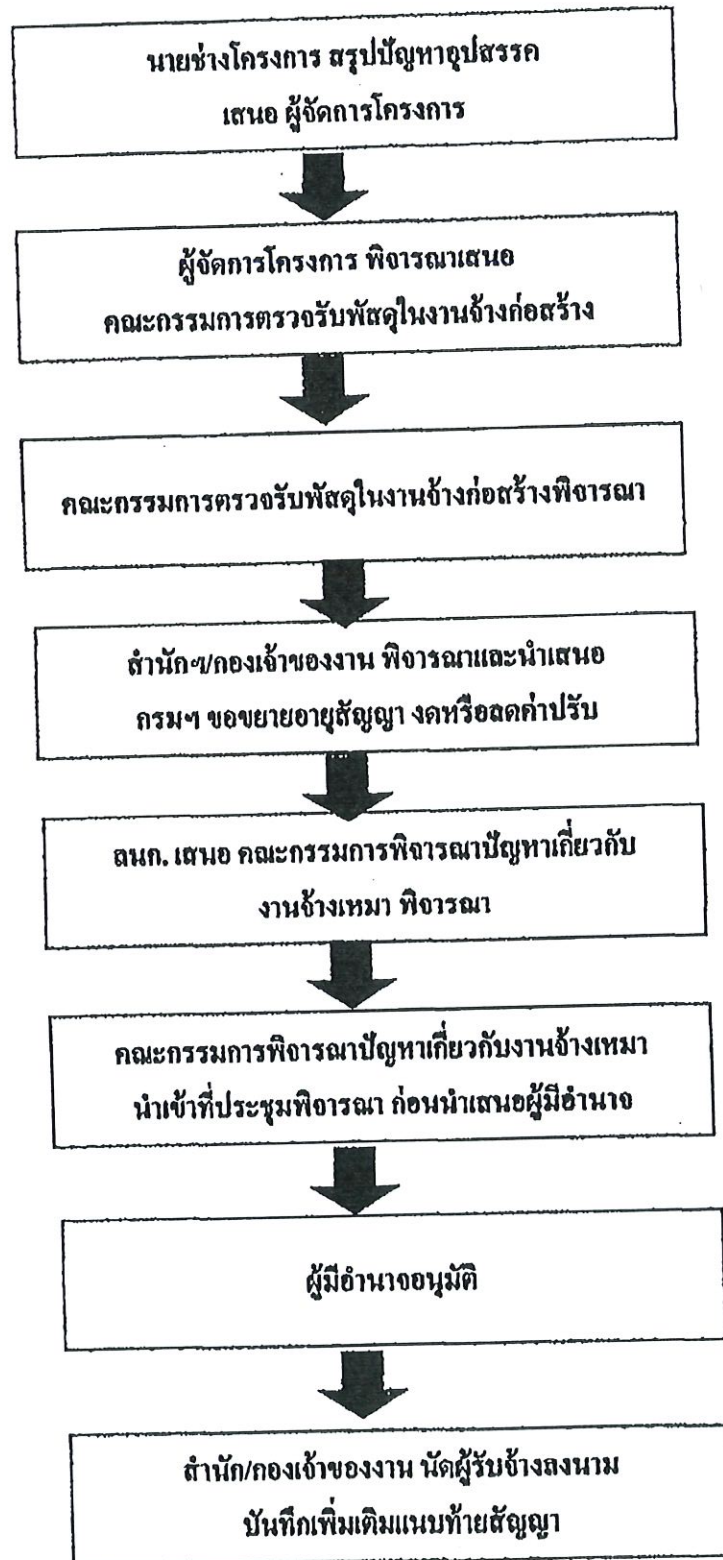 นายช่างโครงการ สรุปปัญหาอุปสรรค
เสนอ ผู้จัดการโครงการ
ผู้จัดการโครงการ พิจารณาเสนอ
คณะกรรมการตรวจรับพัสดุในงานจ้างก่อสร้าง
คณะกรรมการตรวจรับพัสดุในงานจ้างก่อสร้างพิจารณา
สำนักฯ/กองเจ้าของงาน พิจารณาและนำเสนอ
กรมฯ ขอขยายอายุสัญญา งดหรือลดค่าปรับ
สนก. เสนอ คณะกรรมการพิจารณาปัญหาเกี่ยวกับ
งานจ้างเหมา พิจารณา
คณะกรรมการพิจารณาปัญหาเกี่ยวกับงานจ้างเหมา
นำเข้าที่ประชุมพิจารณา ก่อนนำเสนอผู้มีอำนาจ
ผู้มีอำนาจอนุมัติ
สำนัก/กองเจ้าของงาน นัดผู้รับจ้างลงนาม
บันทึกเพิ่มเติมแนบท้ายสัญญา